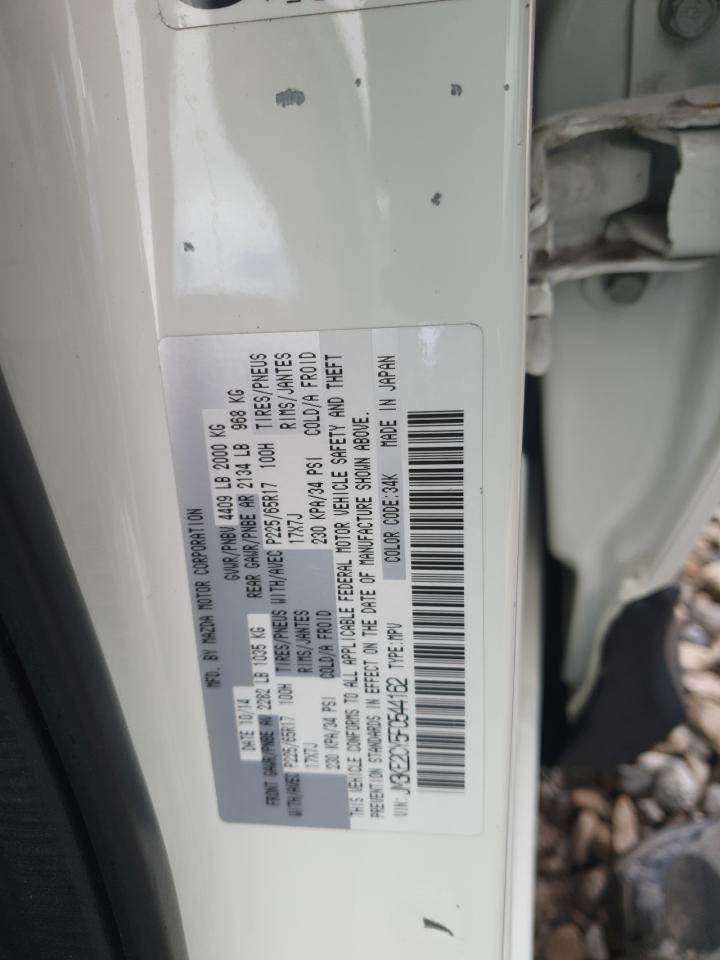 MFD. BY MAZDA MOTOR CORPORATION
DATE 10/14 GVWR/PNBV 4409 LB 2000 KG
FRONT GAWR/PNBE AV 2282 LB 1035 KG REAR GAWR/PNBE AR 2134 LB 968 KG
WITH/AVEC P225/65R17 100H TIRES/PNEUS WITH/AVEC P225/65R17 100H TIRES/PNEUS
17X7J RIMS/JANTES 17X7J RIMS/JANTES
230 KPA/34 PSI COLD/A FROID 230 KPA/34 PSI COLD/A FROID
THIS VEHICLE CONFORMS TO ALL APPLICABLE FEDERAL MOTOR VEHICLE SAFETY AND THEFT
PREVENTION STANDARDS IN EFFECT ON THE DATE OF MANUFACTURE SHOWN ABOVE.
VIN: JM3KE2CY5F0544162 TYPE:MPV COLOR CODE:34K MADE IN JAPAN